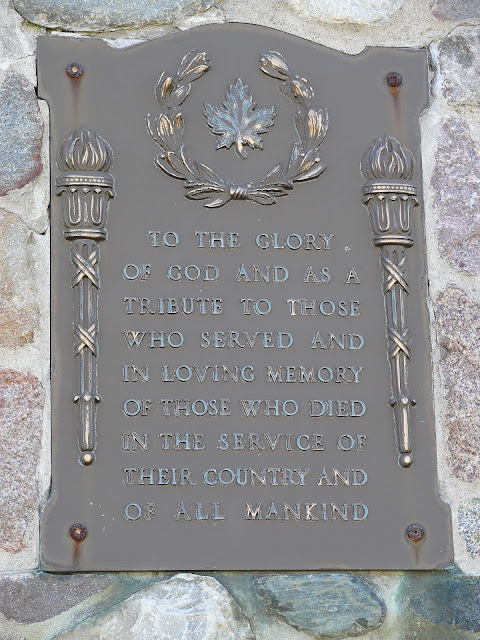 TO THE GLORY
OF GOD AND AS A
TRIBUTE TO THOSE
WHO SERVED AND
IN LOVING MEMORY
OF THOSE WHO DIED
IN THE SERVICE OF
THEIR COUNTRY AND
OF ALL MANKIND